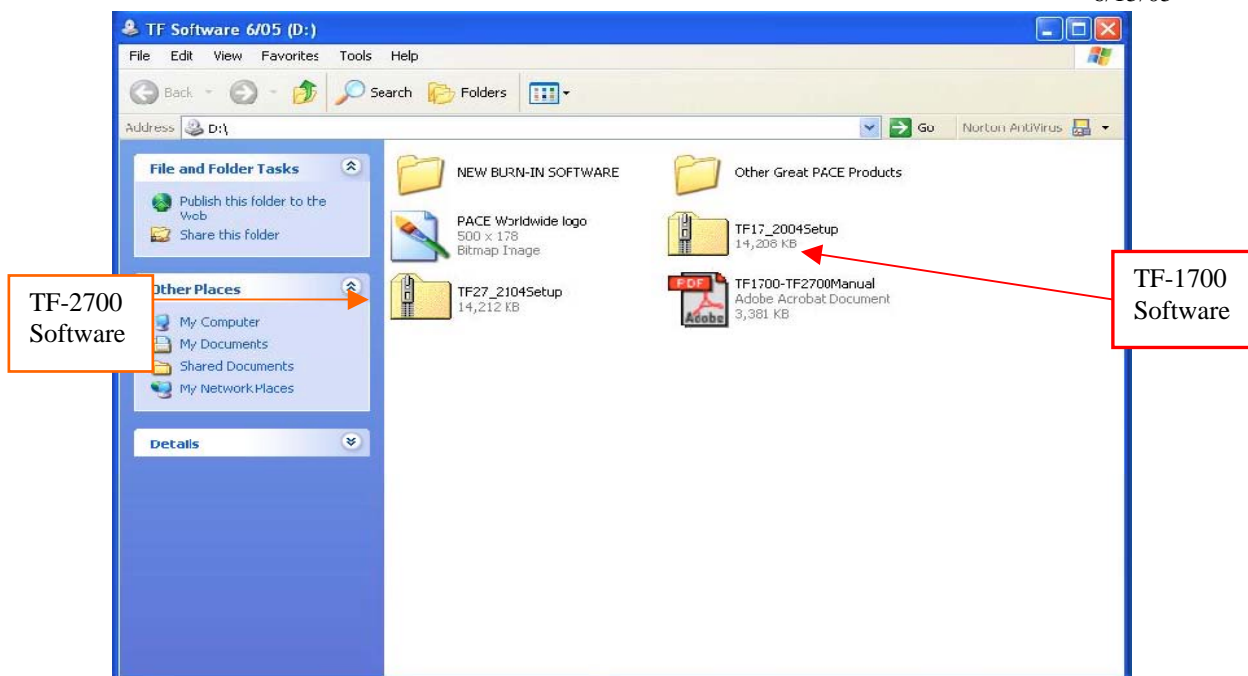 TF Software 6/05 (D:)
File Edit View Favorites Tools Help
Back Search Folders
Address D:\ Go Norton AntiVirus
File and Folder Tasks
Publish this folder to the
Web
Share this folder
Other Places
My Computer
My Documents
Shared Documents
My Network Places
Details
NEW BURN-IN SOFTWARE
Other Great PACE Products
PACE Worldwide logo
500 x 178
Bitmap Image
TF17_2004Setup
14,208 KB
TF27_2104Setup
14,212 KB
PDF
Adobe
TF1700-TF2700Manual
Adobe Acrobat Document
3,381 KB
TF-2700
Software
TF-1700
Software